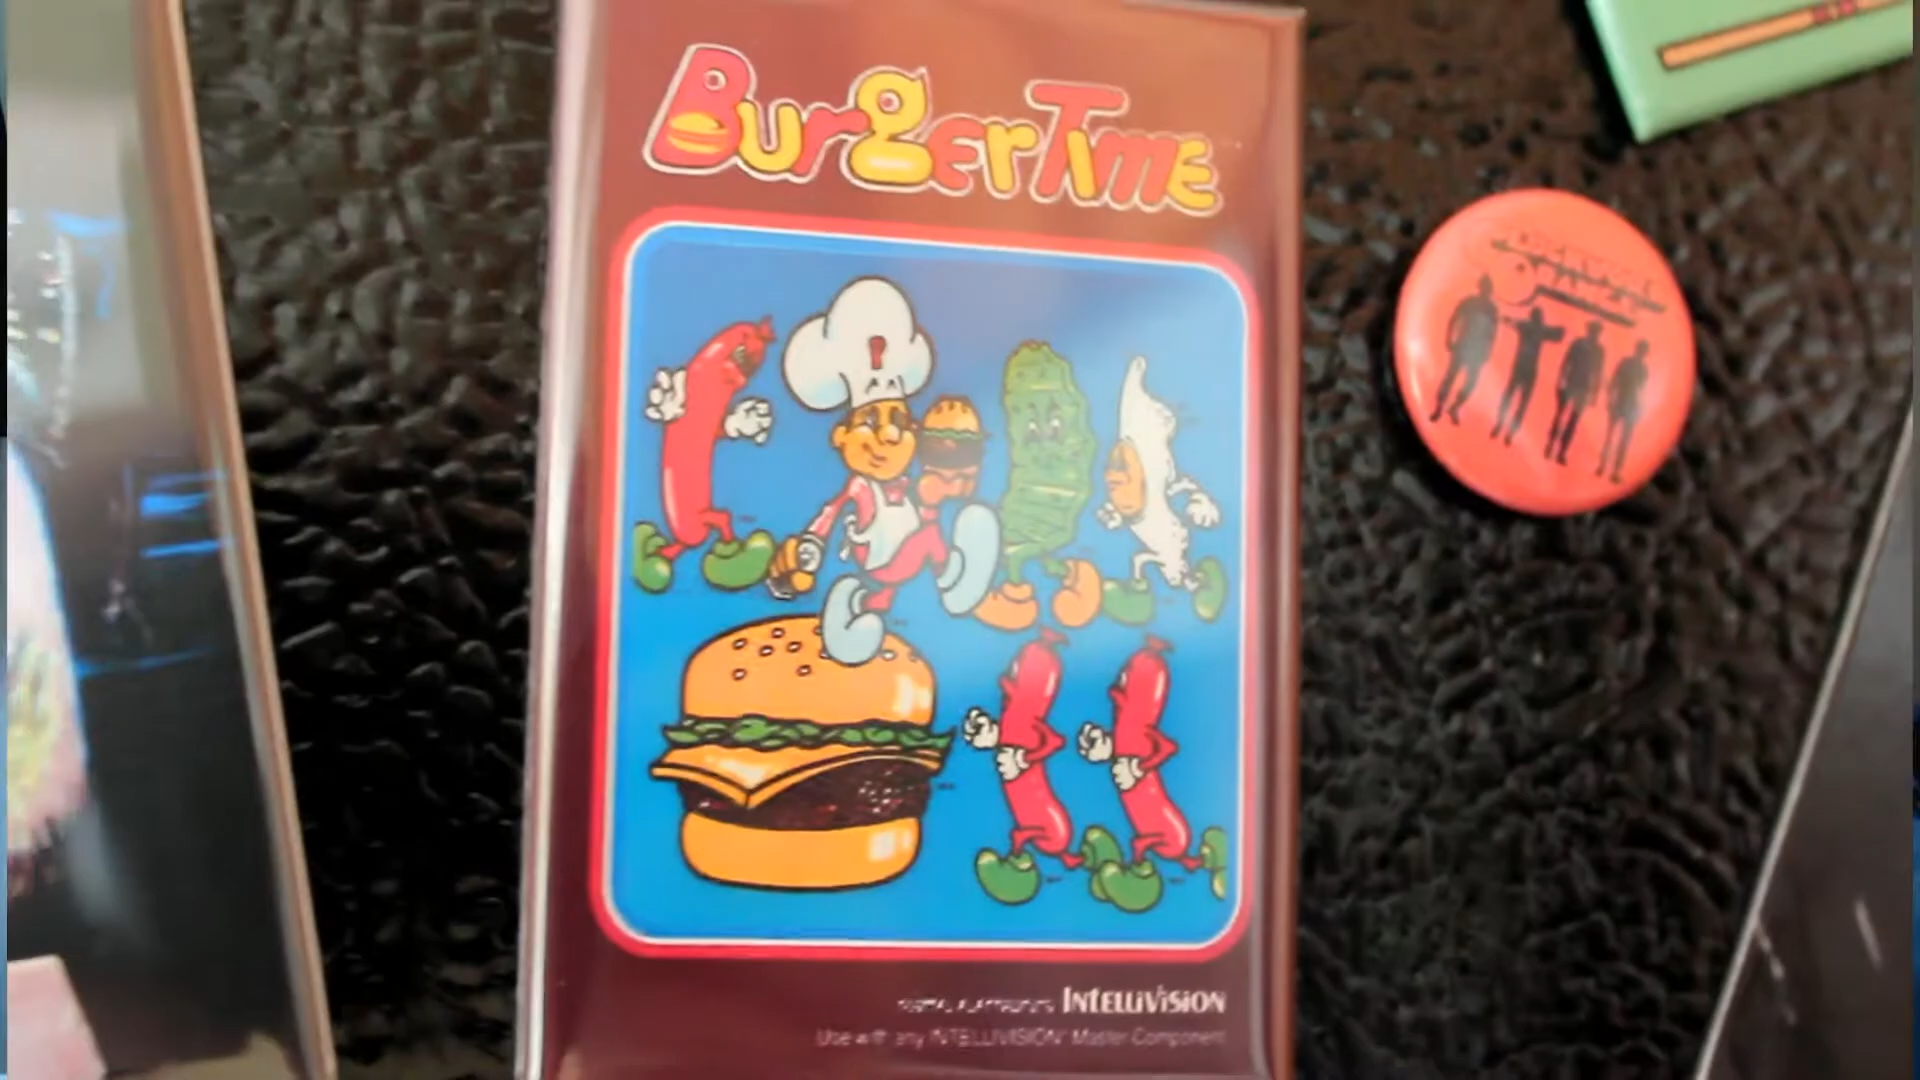 BurgerTime
INTELLIVISION
Use with any INTELLIVISION Master Component